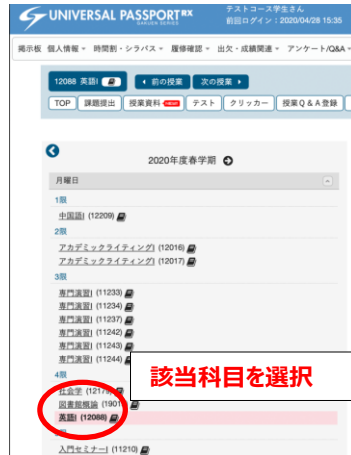 UNIVERSAL PASSPORT RX
GAKUEN SERIES
テストコース学生さん
前回ログイン：2020/04/28 15:35
掲示板 個人情報 時間割・シラバス 履修確認 出欠・成績関連 アンケート/Q&A
12088 英語I 前の授業 次の授業
TOP 課題提出 授業資料 テスト クリッカー 授業Ｑ＆Ａ登録
2020年度春学期
月曜日
1限
中国語I (12209)
2限
アカデミックライティングI (12016)
アカデミックライティングI (12017)
3限
専門演習I (11233)
専門演習I (11234)
専門演習I (11237)
専門演習I (11242)
専門演習I (11243)
専門演習I (11244)
該当科目を選択
4限
社会学 (12175)
図書館概論 (1901
英語I (12088)
入門セミナーI (11210)